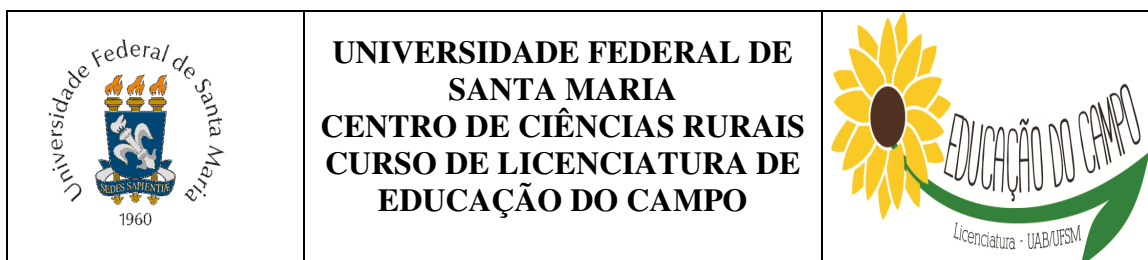 Universidade Federal de Santa Maria
SEDES SAPIENTIÆ
1960
UNIVERSIDADE FEDERAL DE
SANTA MARIA
CENTRO DE CIÊNCIAS RURAIS
CURSO DE LICENCIATURA DE
EDUCAÇÃO DO CAMPO
EDUCAÇÃO DO CAMPO
Licenciatura - UAB/UFSM